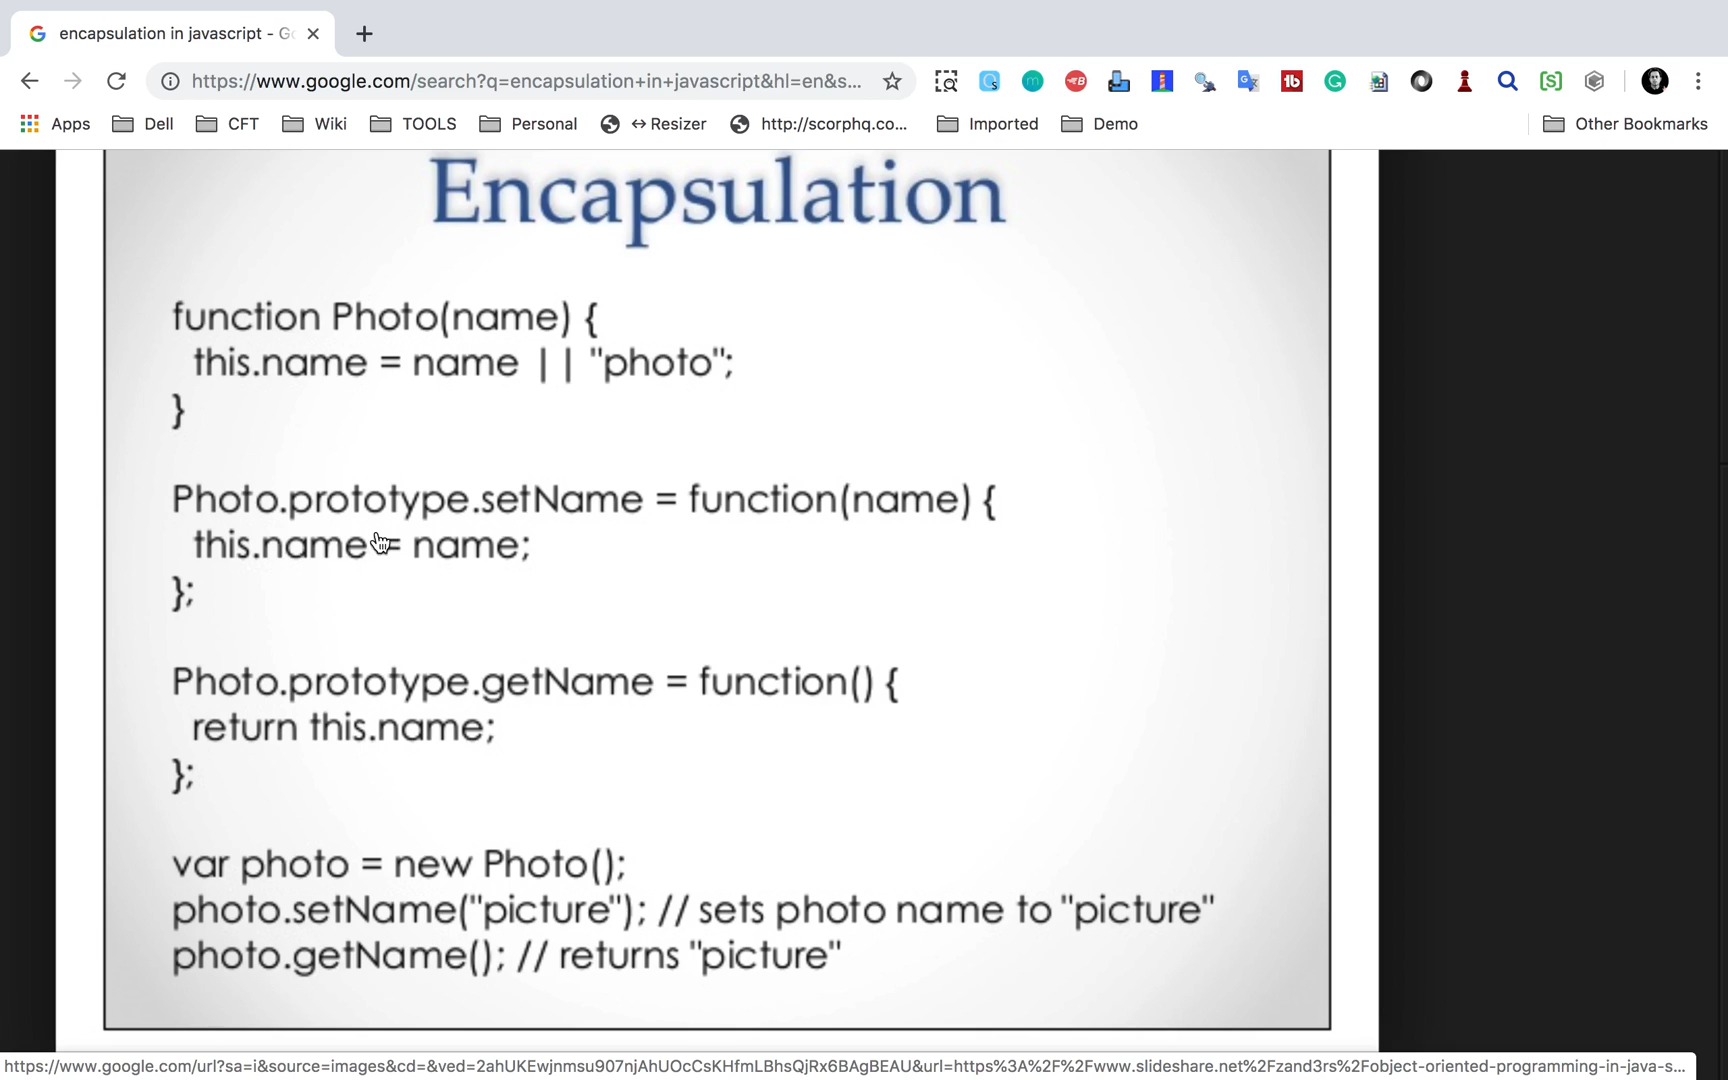 encapsulation in javascript - Go
https://www.google.com/search?q=encapsulation+in+javascript&hl=en&s...
Apps Dell CFT Wiki TOOLS Personal ↔Resizer http://scorphq.co... Imported Demo Other Bookmarks
Encapsulation
function Photo(name) {
this.name = name || "photo";
}
Photo.prototype.setName = function(name) {
this.name = name;
};
Photo.prototype.getName = function() {
return this.name;
};
var photo = new Photo();
photo.setName("picture"); // sets photo name to "picture"
photo.getName(); // returns "picture"
https://www.google.com/url?sa=i&source=images&cd=&ved=2ahUKEwjnmsu907njAhUOcCsKHfmLBhsQjRx6BAgBEAU&url=https%3A%2F%2Fwww.slideshare.net%2Fzand3rs%2Fobject-oriented-programming-in-java-s...